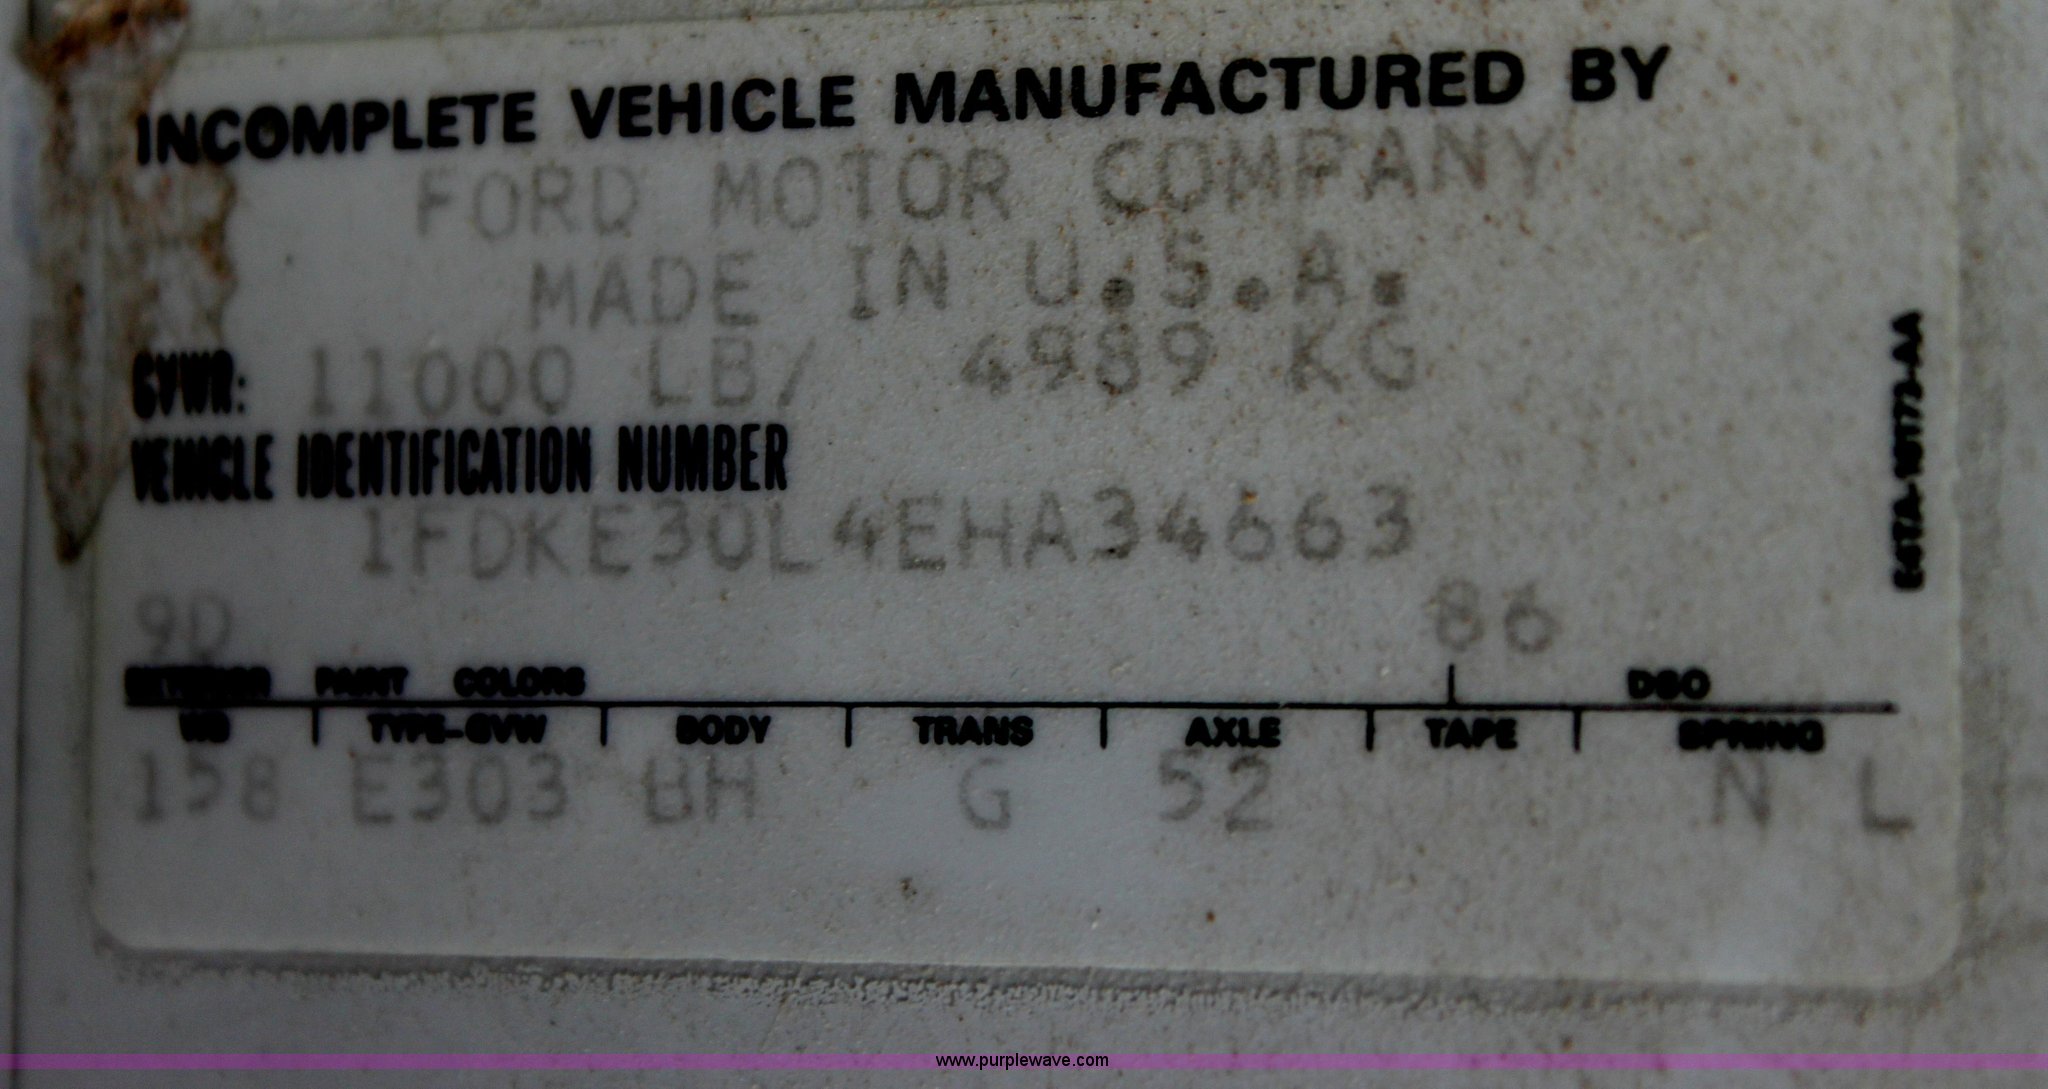 INCOMPLETE VEHICLE MANUFACTURED BY
FORD MOTOR COMPANY
MADE IN U.S.A.
GVWR: 11000 LB/ 4989 KG
VEHICLE IDENTIFICATION NUMBER
1FDKE30L4EHA34663
9D 86
EXTERIOR PAINT COLORS DSO
WB TYPE-GVW BODY TRANS AXLE TAPE SPRING
158 E303 BH G 52 N L
www.purplewave.com